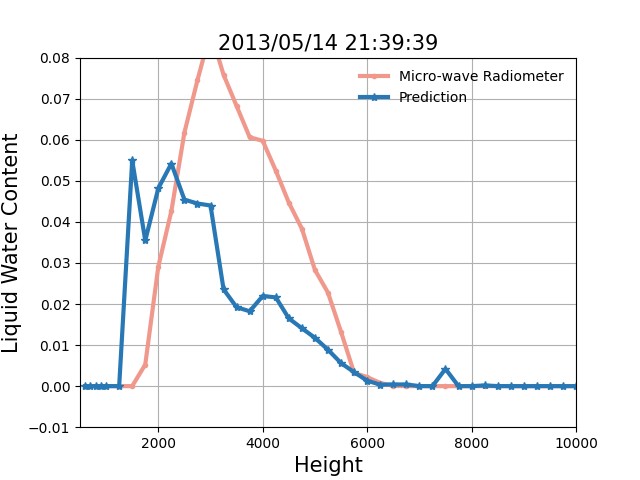 2013/05/14 21:39:39
Micro-wave Radiometer
Prediction
Liquid Water Content
0.08
0.07
0.06
0.05
0.04
0.03
0.02
0.01
0.00
−0.01
2000 4000 6000 8000 10000
Height